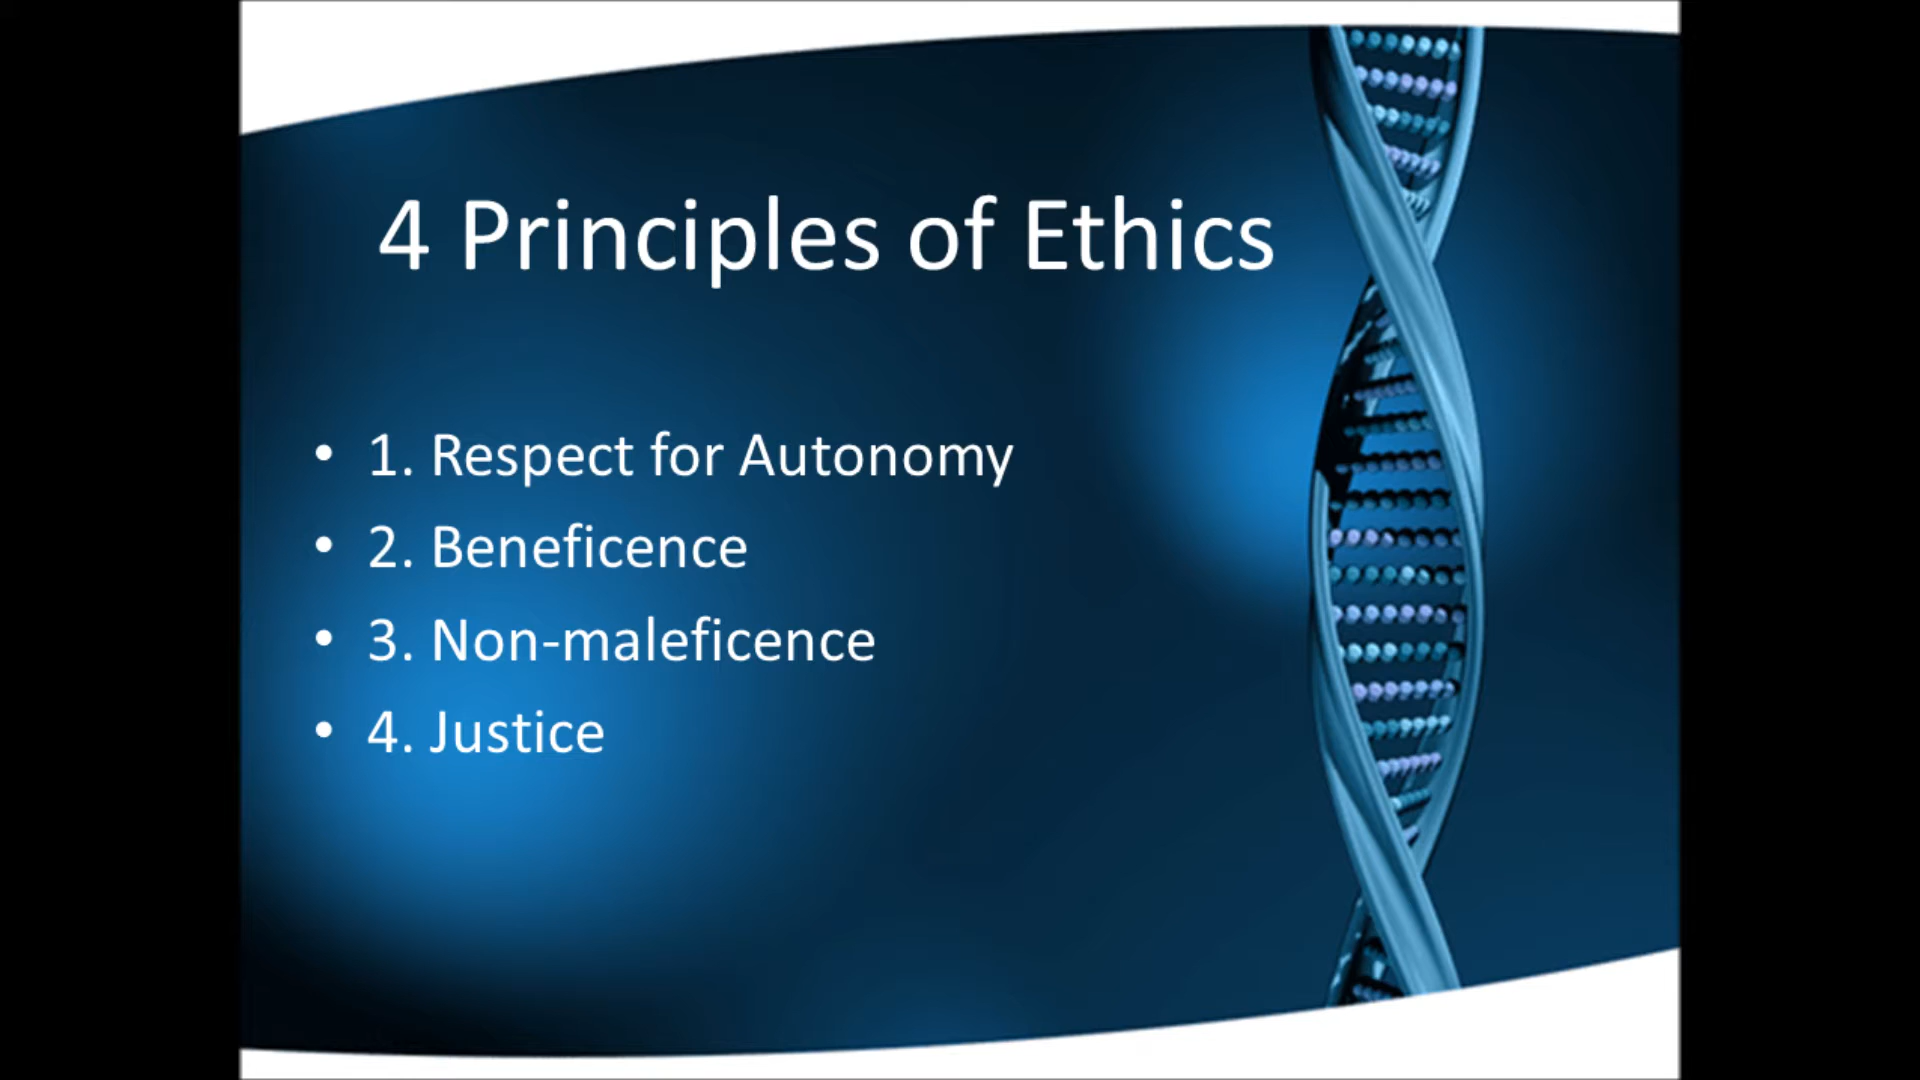 4 Principles of Ethics
• 1. Respect for Autonomy
• 2. Beneficence
• 3. Non-maleficence
• 4. Justice